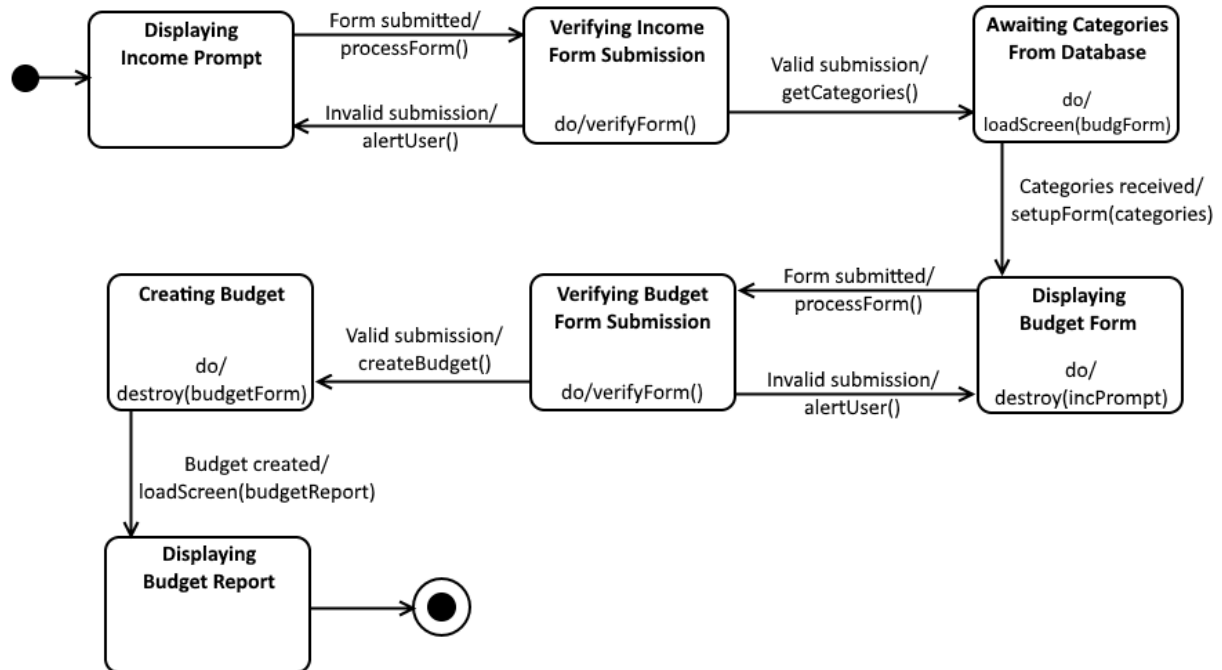 Displaying
Income Prompt
Form submitted/
processForm()
Invalid submission/
alertUser()
Verifying Income
Form Submission
do/verifyForm()
Valid submission/
getCategories()
Awaiting Categories
From Database
do/
loadScreen(budgForm)
Categories received/
setupForm(categories)
Displaying
Budget Form
do/
destroy(incPrompt)
Form submitted/
processForm()
Invalid submission/
alertUser()
Verifying Budget
Form Submission
do/verifyForm()
Valid submission/
createBudget()
Creating Budget
do/
destroy(budgetForm)
Budget created/
loadScreen(budgetReport)
Displaying
Budget Report